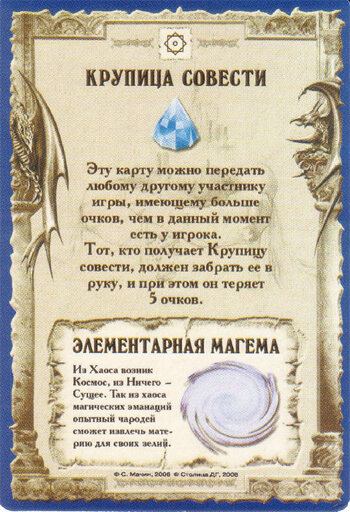 КРУПИЦА СОВЕСТИ
Эту карту можно передать
любому другому участнику
игры, имеющему больше
очков, чем в данный момент
есть у игрока.
Тот, кто получает Крупицу
совести, должен забрать ее в
руку, и при этом он теряет
5 очков.
ЭЛЕМЕНТАРНАЯ МАГЕМА
Из Хаоса возник
Космос, из Ничего –
Сущее. Так из хаоса
магических эманаций
опытный чародей
сможет извлечь мате-
рию для своих зелий.
© С. Мачин, 2006 © Столица ДГ, 2006